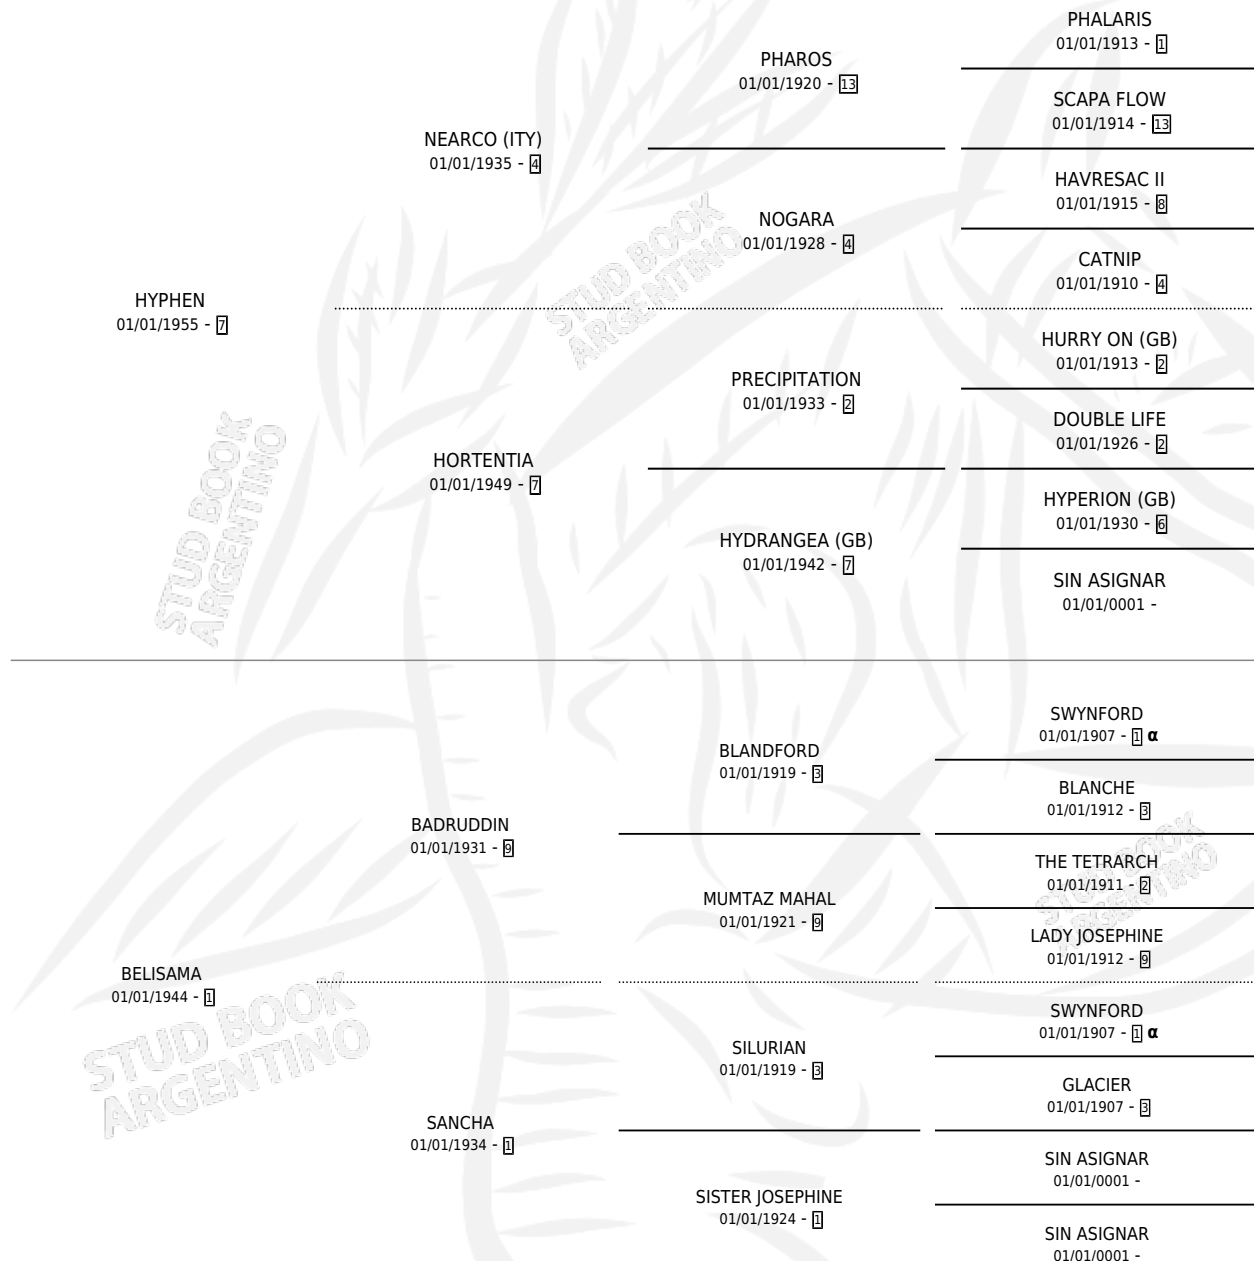 PHALARIS
01/01/1913 - 1
PHAROS
01/01/1920 - 13
SCAPA FLOW
01/01/1914 - 13
NEARCO (ITY)
01/01/1935 - 4
HAVRESAC II
01/01/1915 - 8
NOGARA
01/01/1928 - 4
CATNIP
01/01/1910 - 4
HYPHEN
01/01/1955 - 7
HURRY ON (GB)
01/01/1913 - 2
PRECIPITATION
01/01/1933 - 2
DOUBLE LIFE
01/01/1926 - 2
HORTENTIA
01/01/1949 - 7
HYPERION (GB)
01/01/1930 - 6
HYDRANGEA (GB)
01/01/1942 - 7
SIN ASIGNAR
01/01/0001 -
SWYNFORD
01/01/1907 - 1 α
BLANDFORD
01/01/1919 - 3
BLANCHE
01/01/1912 - 3
BADRUDDIN
01/01/1931 - 9
THE TETRARCH
01/01/1911 - 2
MUMTAZ MAHAL
01/01/1921 - 9
LADY JOSEPHINE
01/01/1912 - 9
BELISAMA
01/01/1944 - 1
SWYNFORD
01/01/1907 - 1 α
SILURIAN
01/01/1919 - 3
GLACIER
01/01/1907 - 3
SANCHA
01/01/1934 - 1
SIN ASIGNAR
01/01/0001 -
SISTER JOSEPHINE
01/01/1924 - 1
SIN ASIGNAR
01/01/0001 -
STUD BOOK
ARGENTINO
STUD BOOK
ARGENTINO
STUD BOOK
ARGENTINO
STUD BOOK
ARGENTINO